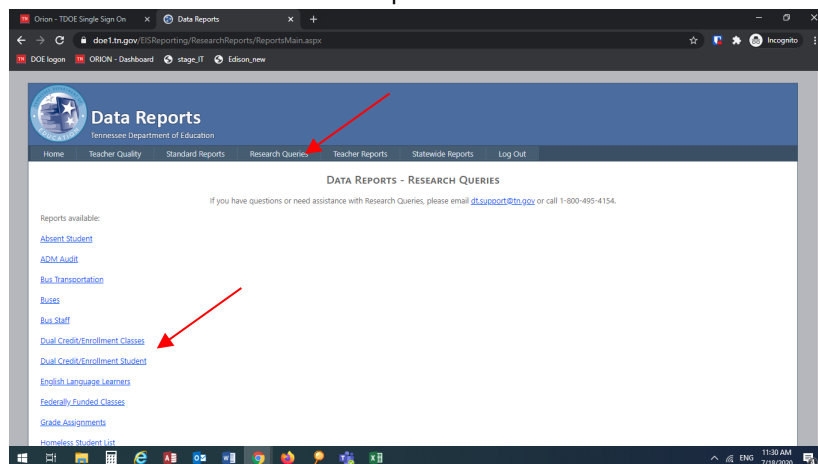 Orion - TDOE Single Sign On
Data Reports
doe1.tn.gov/EISReporting/ResearchReports/ReportsMain.aspx
Incognito
DOE logon
ORION - Dashboard
stage_IT
Edison_new
Data Reports
Tennessee Department of Education
Home Teacher Quality Standard Reports Research Queries Teacher Reports Statewide Reports Log Out
DATA REPORTS - RESEARCH QUERIES
If you have questions or need assistance with Research Queries, please email dt.support@tn.gov or call 1-800-495-4154.
Reports available:
Absent Student
ADM Audit
Bus Transportation
Buses
Bus Staff
Dual Credit/Enrollment Classes
Dual Credit/Enrollment Student
English Language Learners
Federally Funded Classes
Grade Assignments
Homeless Student List
ENG
11:30 AM
7/18/2020